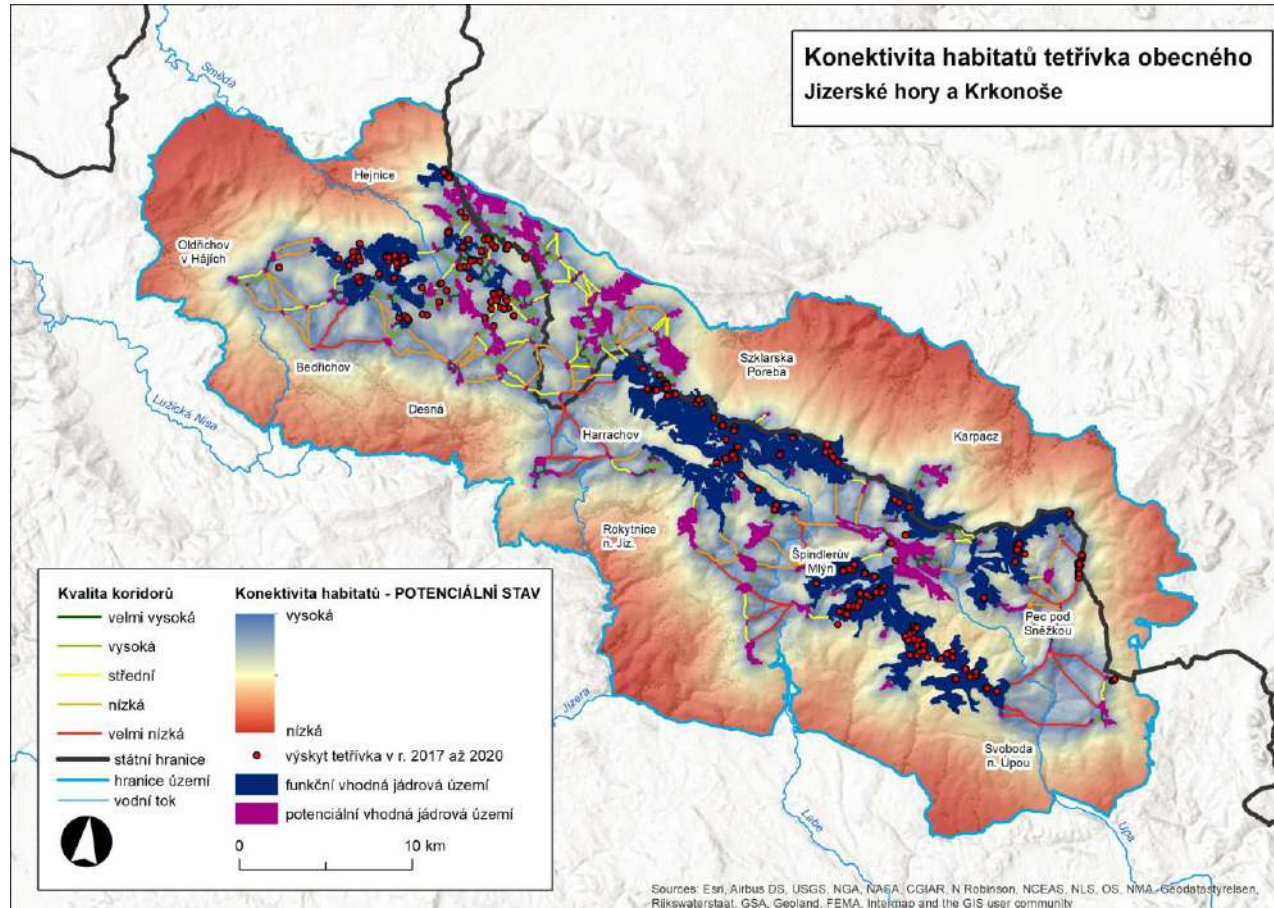 Konektivita habitatů tetřívka obecného
Jizerské hory a Krkonoše
Smědá
Hejnice
Oldřichov
v Hájích
Bedřichov
Lužická Nisa
Desná
Szklarska
Poreba
Harrachov
Karpacz
Rokytnice
n. Jiz.
Špindlerův
Mlýn
Pec pod
Sněžkou
Jizera
Svoboda
n. Úpou
Labe
Úpa
Kvalita koridorů
velmi vysoká
vysoká
střední
nízká
velmi nízká
státní hranice
hranice území
vodní tok
Konektivita habitatů - POTENCIÁLNÍ STAV
vysoká
nízká
výskyt tetřívka v r. 2017 až 2020
funkční vhodná jádrová území
potenciální vhodná jádrová území
0 10 km
Sources: Esri, Airbus DS, USGS, NGA, NASA, CGIAR, N Robinson, NCEAS, NLS, OS, NMA, Geodatastyrelsen,
Rijkswaterstaat, GSA, Geoland, FEMA, Intermap and the GIS user community